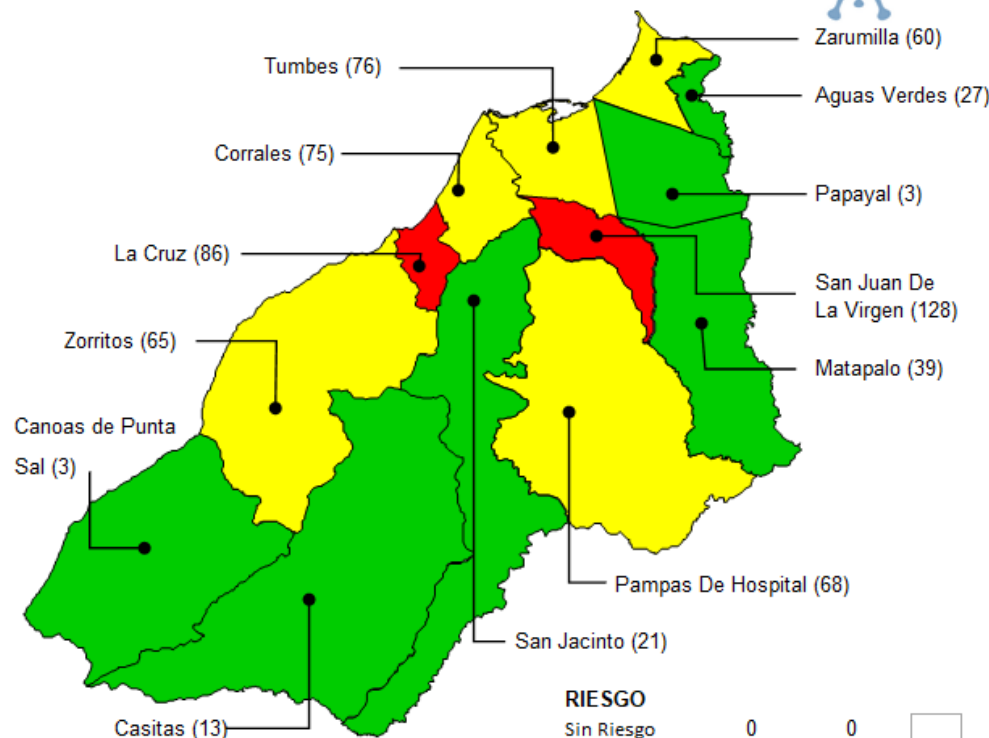 Zarumilla (60)
Tumbes (76)
Aguas Verdes (27)
Corrales (75)
Papayal (3)
La Cruz (86)
San Juan De
La Virgen (128)
Zorritos (65)
Matapalo (39)
Canoas de Punta
Sal (3)
Pampas De Hospital (68)
San Jacinto (21)
Casitas (13)
RIESGO
Sin Riesgo 0 0